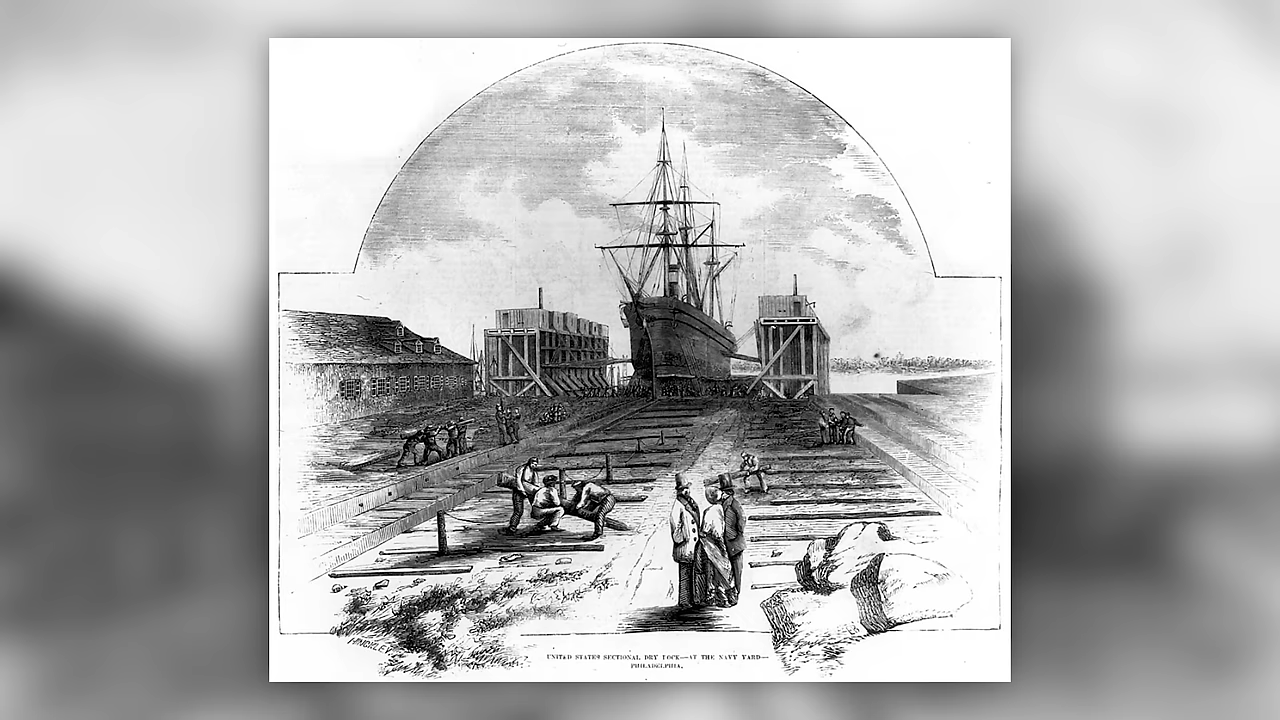 UNITED STATES SECTIONAL DRY DOCK—AT THE NAVY YARD—
PHILADELPHIA.